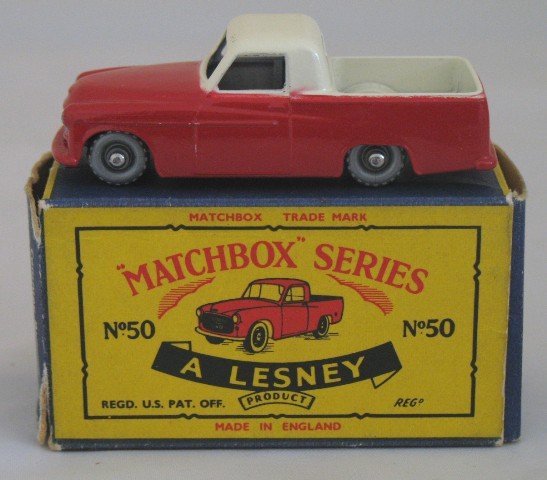 MATCHBOX TRADE MARK
"MATCHBOX" SERIES
Nº50 Nº50
A LESNEY
PRODUCT
REGD. U.S. PAT. OFF. REGD
MADE IN ENGLAND